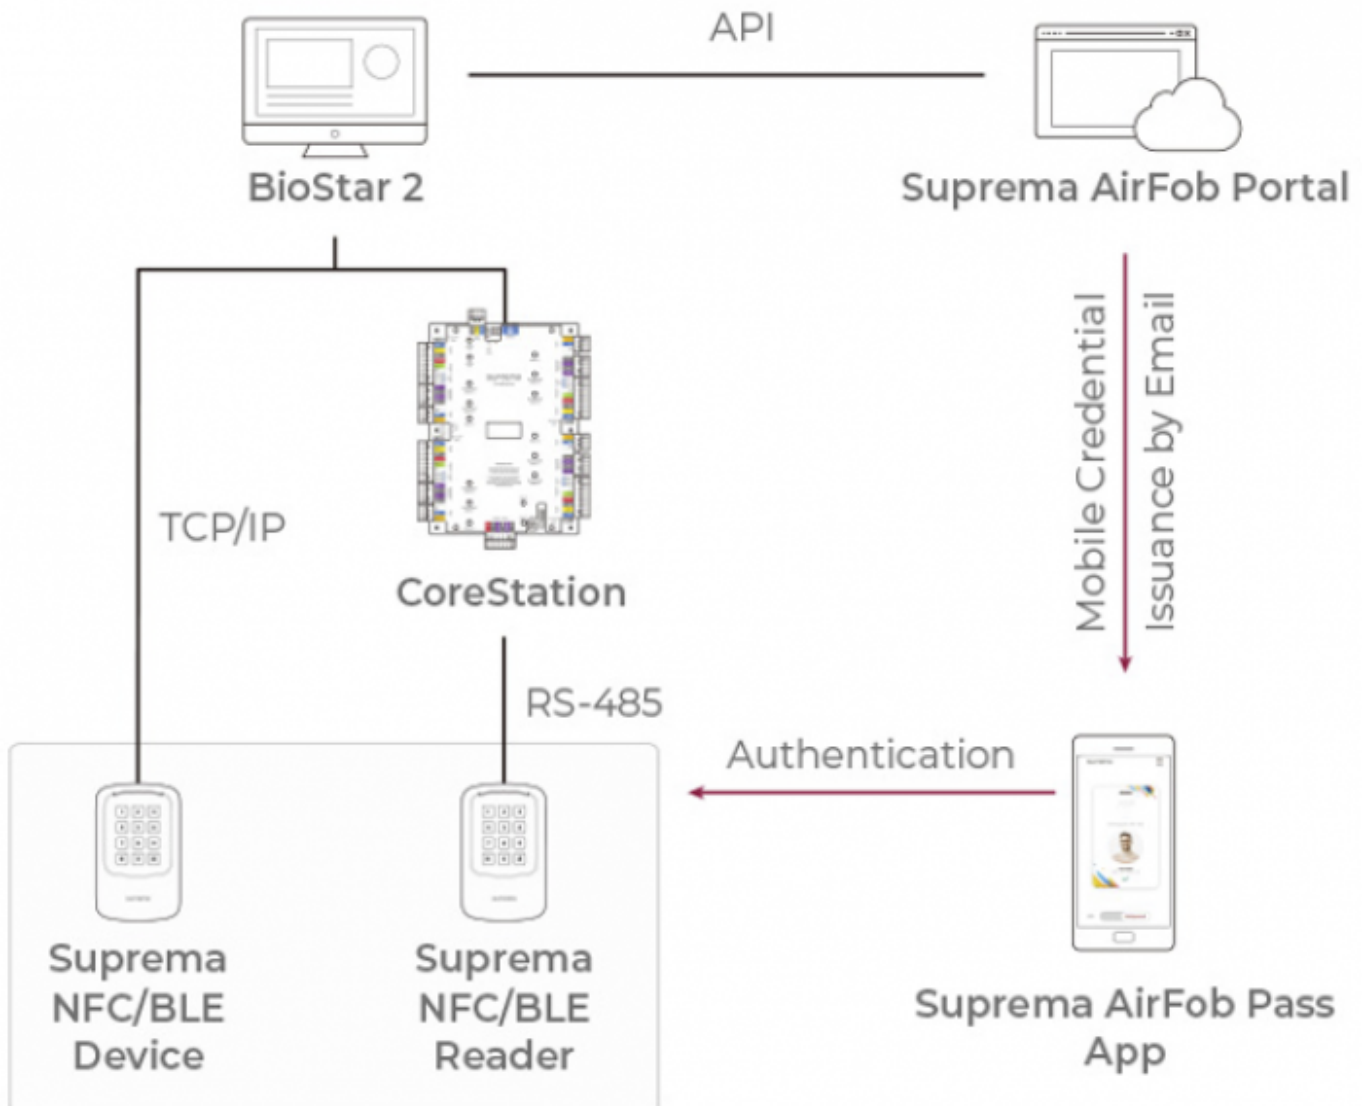 API
BioStar 2
Suprema AirFob Portal
Mobile Credential
Issuance by Email
TCP/IP
CoreStation
RS-485
Authentication
Suprema
NFC/BLE
Device
Suprema
NFC/BLE
Reader
Suprema AirFob Pass
App